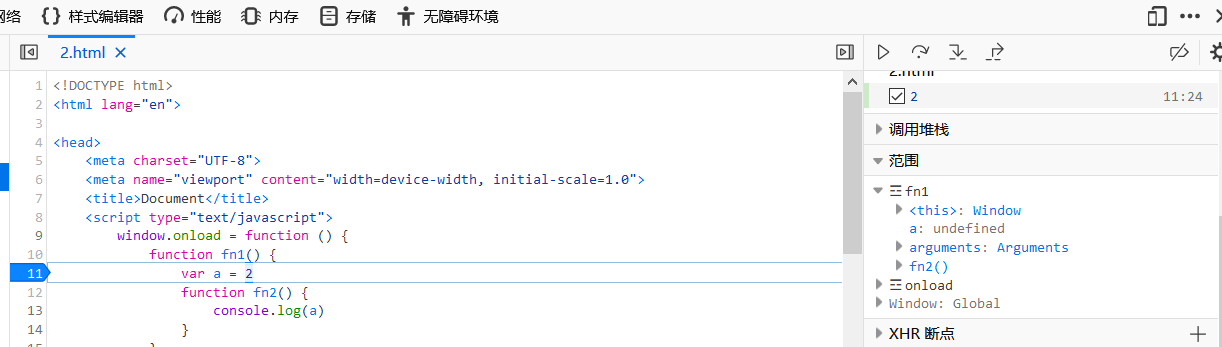 网络 {} 样式编辑器 性能 内存 存储 无障碍环境
2.html
1 <!DOCTYPE html>
2 <html lang="en">
3
4 <head>
5 <meta charset="UTF-8">
6 <meta name="viewport" content="width=device-width, initial-scale=1.0">
7 <title>Document</title>
8 <script type="text/javascript">
9 window.onload = function () {
10 function fn1() {
11 var a = 2
12 function fn2() {
13 console.log(a)
14 }
15 }
2.html
2 11:24
调用堆栈
范围
fn1
<this>: Window
a: undefined
arguments: Arguments
fn2()
onload
Window: Global
XHR 断点